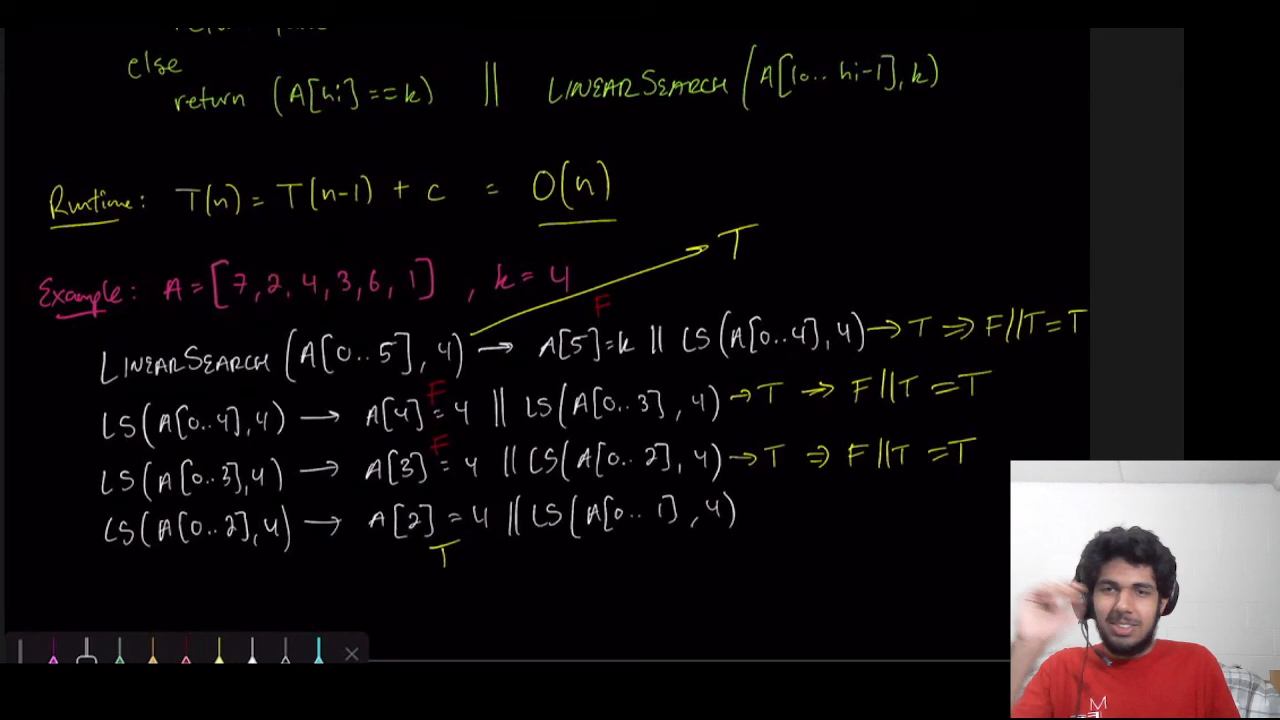 else
return (A[hi] == k) || LINEARSEARCH (A[lo.. hi-1], k)
Runtime: T(n) = T(n-1) + c = O(n)
T
Example: A = [7, 2, 4, 3, 6, 1] , k = 4
F
LINEARSEARCH (A[0..5], 4) → A[5]=k || LS(A[0..4], 4) → T ⇒ F//T = T
F
LS(A[0..4], 4) → A[4] = 4 || LS(A[0..3], 4) → T ⇒ F||T = T
F
LS(A[0..3], 4) → A[3] = 4 || LS(A[0..2], 4) → T ⇒ F||T = T
LS(A[0..2], 4) → A[2] = 4 || LS(A[0..1], 4)
T
M